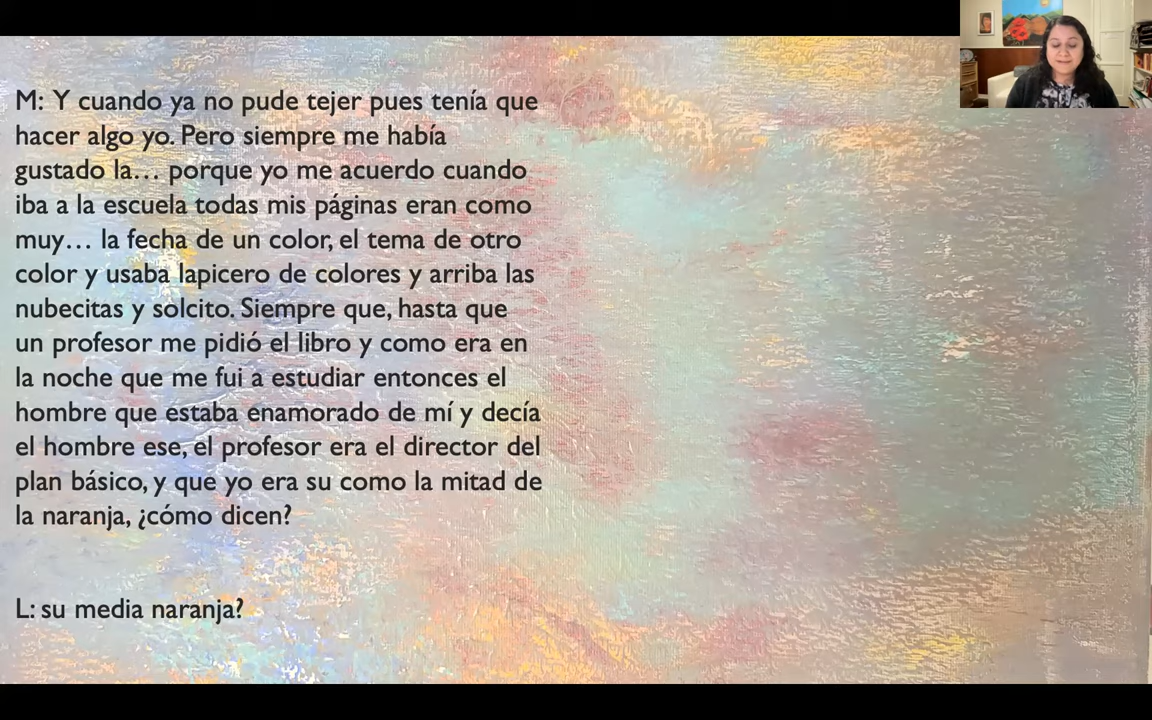 M: Y cuando ya no pude tejer pues tenía que
hacer algo yo. Pero siempre me había
gustado la… porque yo me acuerdo cuando
iba a la escuela todas mis páginas eran como
muy… la fecha de un color, el tema de otro
color y usaba lapicero de colores y arriba las
nubecitas y solcito. Siempre que, hasta que
un profesor me pidió el libro y como era en
la noche que me fui a estudiar entonces el
hombre que estaba enamorado de mí y decía
el hombre ese, el profesor era el director del
plan básico, y que yo era su como la mitad de
la naranja, ¿cómo dicen?
L: su media naranja?